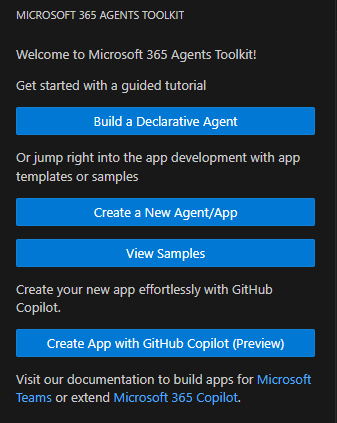 MICROSOFT 365 AGENTS TOOLKIT
Welcome to Microsoft 365 Agents Toolkit!
Get started with a guided tutorial
Build a Declarative Agent
Or jump right into the app development with app
templates or samples
Create a New Agent/App
View Samples
Create your new app effortlessly with GitHub
Copilot.
Create App with GitHub Copilot (Preview)
Visit our documentation to build apps for Microsoft
Teams or extend Microsoft 365 Copilot.